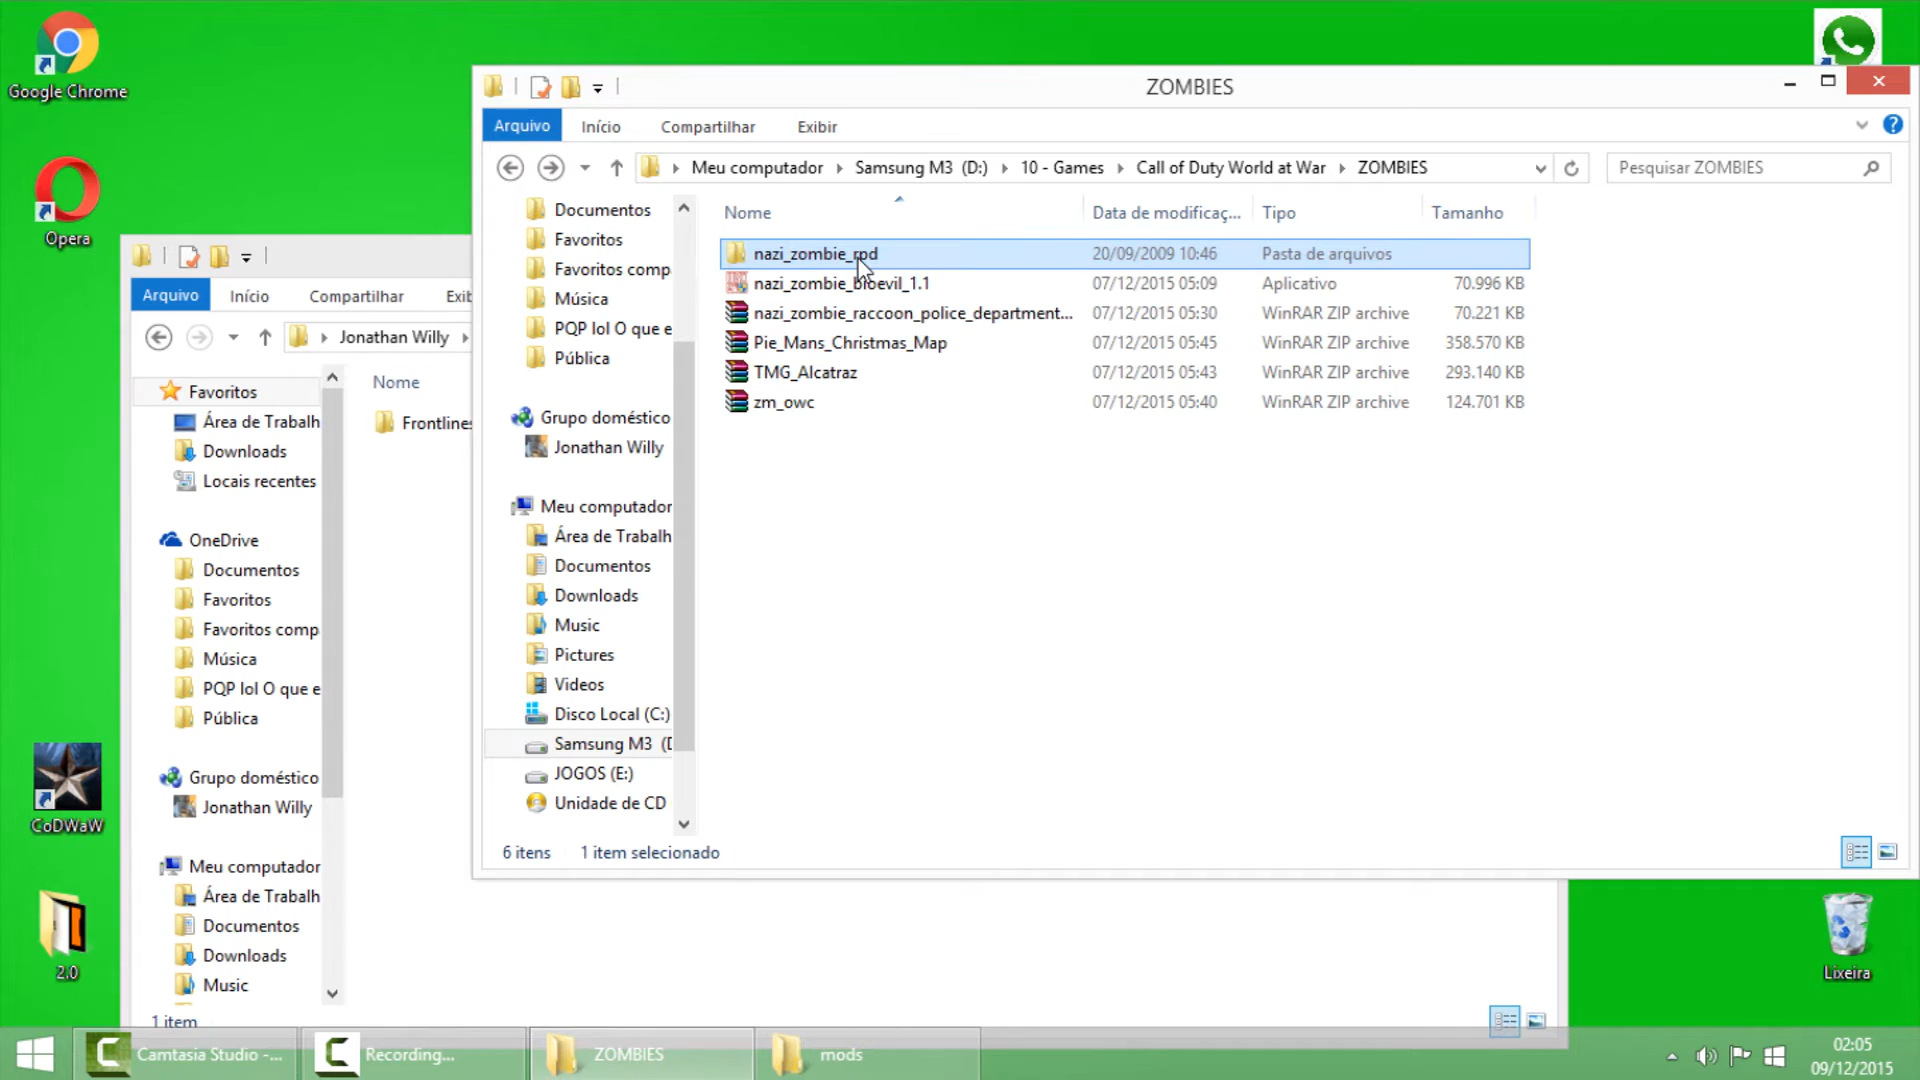 Google Chrome
Opera
CoDWaW
2.0
Lixeira
ZOMBIES
Arquivo Início Compartilhar Exibir
Meu computador Samsung M3 (D:) 10 - Games Call of Duty World at War ZOMBIES
Pesquisar ZOMBIES
Documentos
Favoritos
Favoritos comp
Música
PQP lol O que e
Pública
Grupo doméstico
Jonathan Willy
Meu computador
Área de Trabalh
Documentos
Downloads
Music
Pictures
Videos
Disco Local (C:)
Samsung M3 (D
JOGOS (E:)
Unidade de CD
Nome Data de modificaç... Tipo Tamanho
nazi_zombie_rpd 20/09/2009 10:46 Pasta de arquivos
nazi_zombie_bioevil_1.1 07/12/2015 05:09 Aplicativo 70.996 KB
nazi_zombie_raccoon_police_department... 07/12/2015 05:30 WinRAR ZIP archive 70.221 KB
Pie_Mans_Christmas_Map 07/12/2015 05:45 WinRAR ZIP archive 358.570 KB
TMG_Alcatraz 07/12/2015 05:43 WinRAR ZIP archive 293.140 KB
zm_owc 07/12/2015 05:40 WinRAR ZIP archive 124.701 KB
6 itens 1 item selecionado
Arquivo Início Compartilhar Exib
Jonathan Willy
Favoritos
Área de Trabalh
Downloads
Locais recentes
OneDrive
Documentos
Favoritos
Favoritos comp
Música
PQP lol O que e
Pública
Grupo doméstico
Jonathan Willy
Meu computador
Área de Trabalh
Documentos
Downloads
Music
Nome
Frontlines
1 item
Camtasia Studio -... Recording... ZOMBIES mods
02:05
09/12/2015